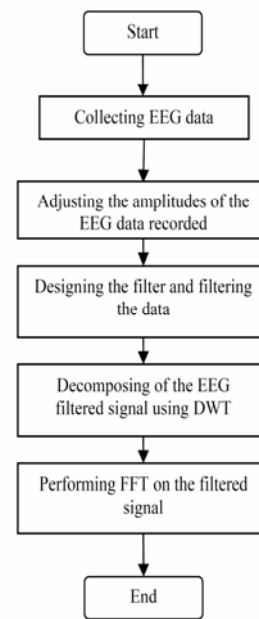 Start
Collecting EEG data
Adjusting the amplitudes of the
EEG data recorded
Designing the filter and filtering
the data
Decomposing of the EEG
filtered signal using DWT
Performing FFT on the filtered
signal
End